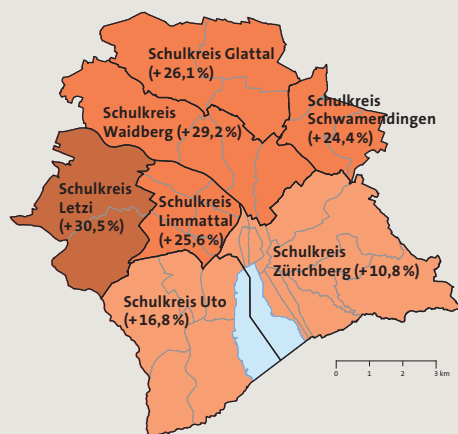 Schulkreis Glattal
(+26,1%)
Schulkreis
Waidberg (+29,2%)
Schulkreis
Schwamendingen
(+24,4%)
Schulkreis
Letzi
(+30,5%)
Schulkreis
Limmattal
(+25,6%)
Schulkreis
Zürichberg (+10,8%)
Schulkreis Uto
(+16,8%)
0 1 2 3 km